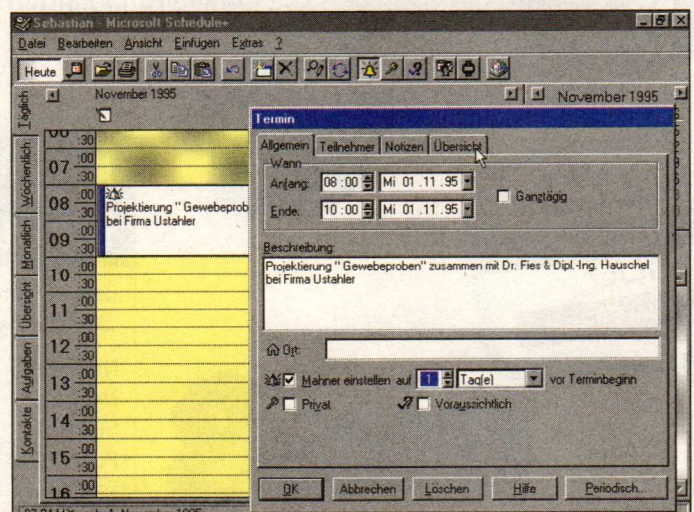 Sebastian - Microsoft Schedule+
Datei Bearbeiten Ansicht Einfügen Extras ?
Heute
November 1995
November 1995
Täglich
Wöchentlich
Monatlich
Übersicht
Aufgaben
Kontakte
:30
07 :00
:30
08 :00
:30
09 :00
:30
10 :00
:30
11 :00
:30
12 :00
:30
13 :00
:30
14 :00
:30
15 :00
:30
16 :00
Projektierung " Gewebeprob
bei Firma Ustahler
Termin
Allgemein Teilnehmer Notizen Übersicht
Wann
Anfang: 08 :00 Mi 01 .11 .95
Ganztägig
Ende: 10 :00 Mi 01 .11 .95
Beschreibung:
Projektierung " Gewebeproben" zusammen mit Dr. Fies & Dipl.-Ing. Hauschel
bei Firma Ustahler
Ort:
Mahner einstellen auf 1 Tag(e) vor Terminbeginn
Privat Voraussichtlich
OK Abbrechen Löschen Hilfe Periodisch...